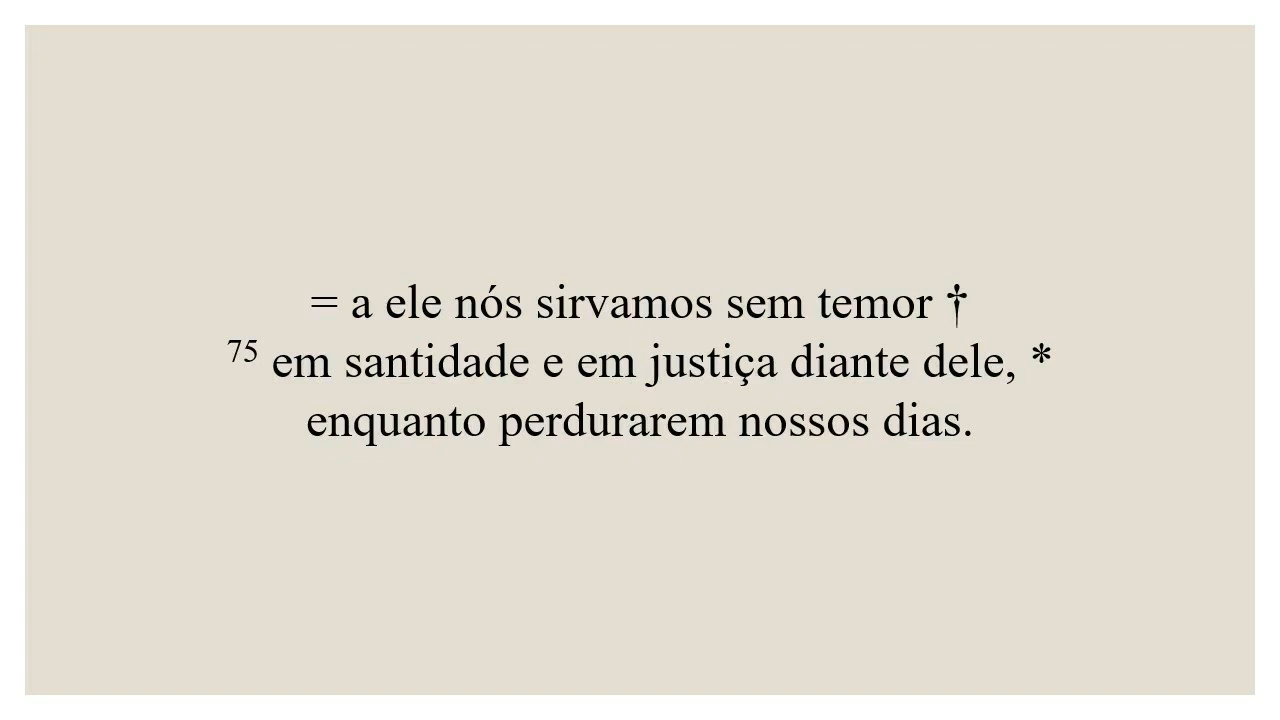 = a ele nós sirvamos sem temor †
75 em santidade e em justiça diante dele, *
enquanto perdurarem nossos dias.